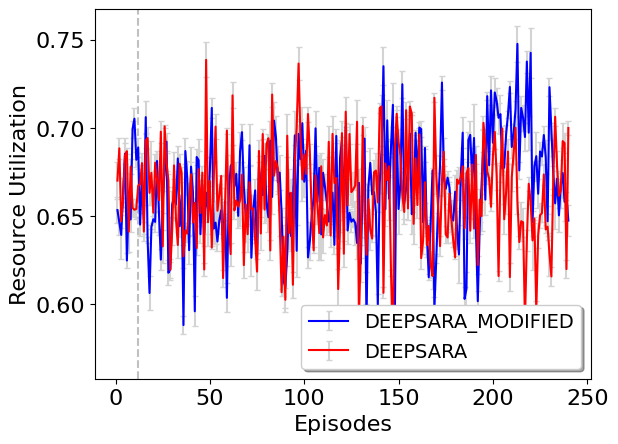 0.75
0.70
0.65
0.60
Resource Utilization
0
50
100
150
200
250
Episodes
DEEPSARA_MODIFIED
DEEPSARA